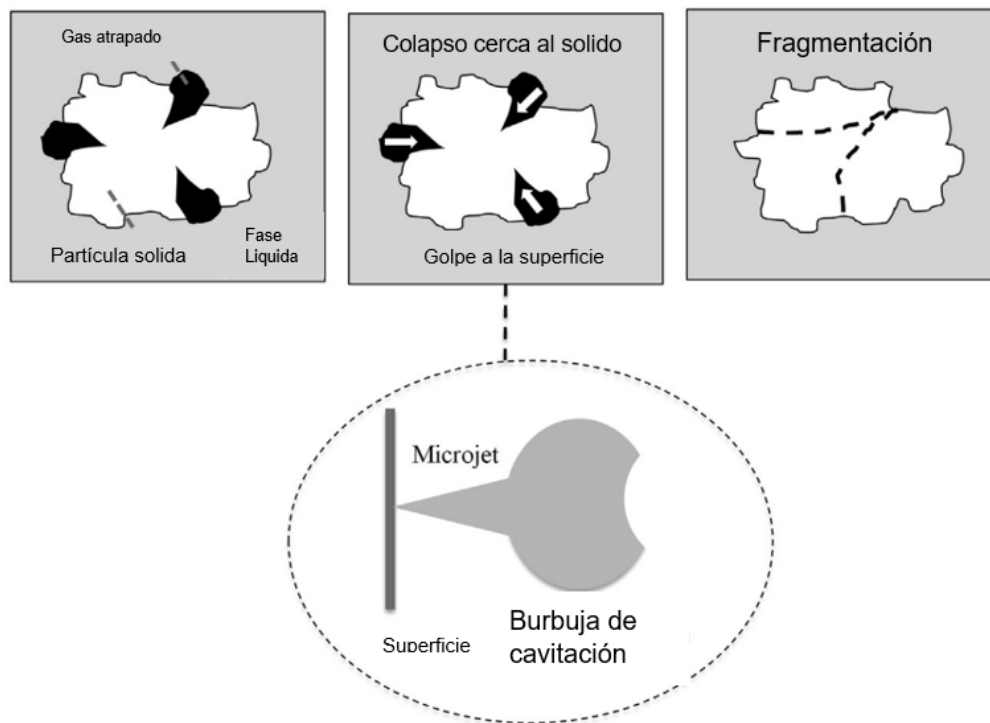 Gas atrapado
Partícula solida
Fase
Liquida
Colapso cerca al solido
Golpe a la superficie
Fragmentación
Microjet
Superficie
Burbuja de
cavitación